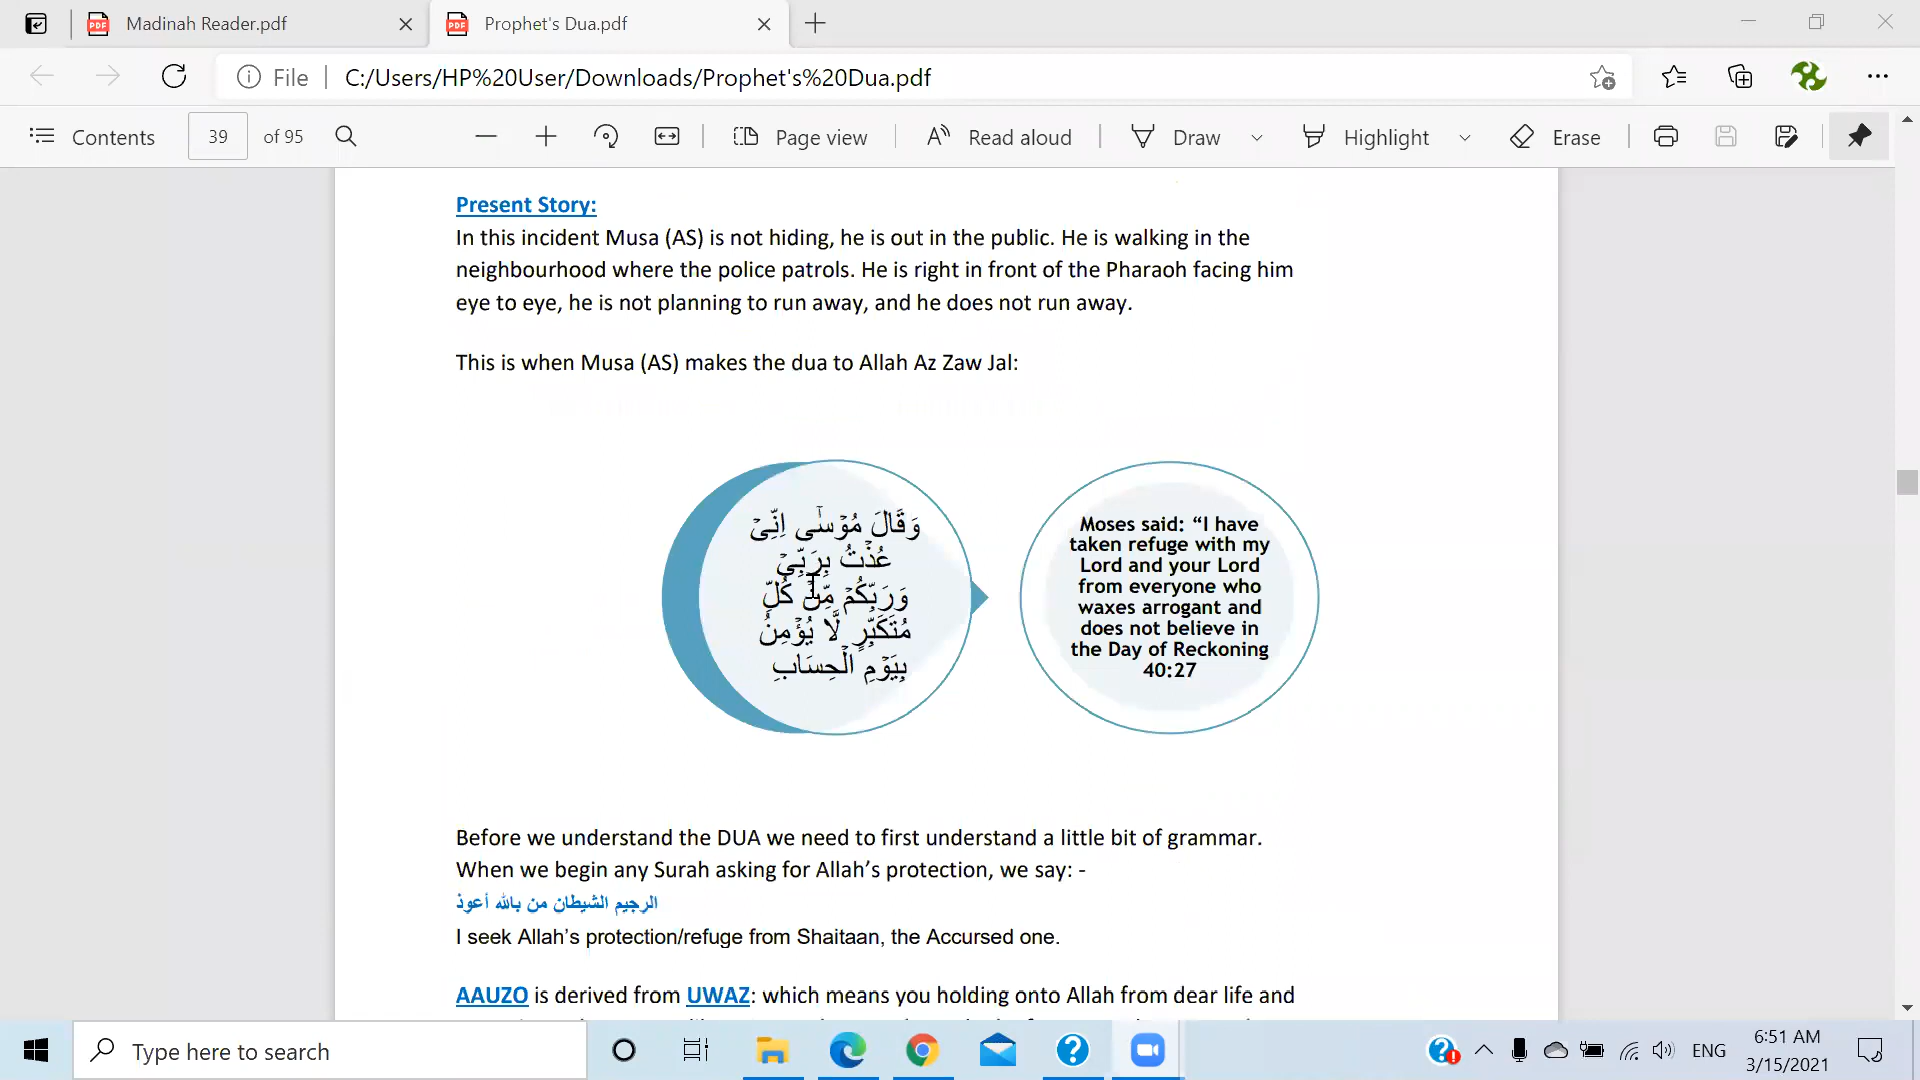 Madinah Reader.pdf
Prophet's Dua.pdf
File
C:/Users/HP%20User/Downloads/Prophet's%20Dua.pdf
Contents
39
of 95
Page view
Read aloud
Draw
Highlight
Erase
Present Story:
In this incident Musa (AS) is not hiding, he is out in the public. He is walking in the
neighbourhood where the police patrols. He is right in front of the Pharaoh facing him
eye to eye, he is not planning to run away, and he does not run away.
This is when Musa (AS) makes the dua to Allah Az Zaw Jal:
وَقَالَ مُوْسٰٓى اِنِّىْ
عُذْتُ بِرَبِّىْ
وَرَبِّكُمْ مِّنْ كُلِّ
مُتَكَبِّرٍ لَّا يُؤْمِنُ
بِيَوْمِ الْحِسَابِ
Moses said: “I have
taken refuge with my
Lord and your Lord
from everyone who
waxes arrogant and
does not believe in
the Day of Reckoning
40:27
Before we understand the DUA we need to first understand a little bit of grammar.
When we begin any Surah asking for Allah’s protection, we say: -
الرجيم الشيطان من بالله أعوذ
I seek Allah’s protection/refuge from Shaitaan, the Accursed one.
AAUZO is derived from UWAZ: which means you holding onto Allah from dear life and
Type here to search
ENG
6:51 AM
3/15/2021